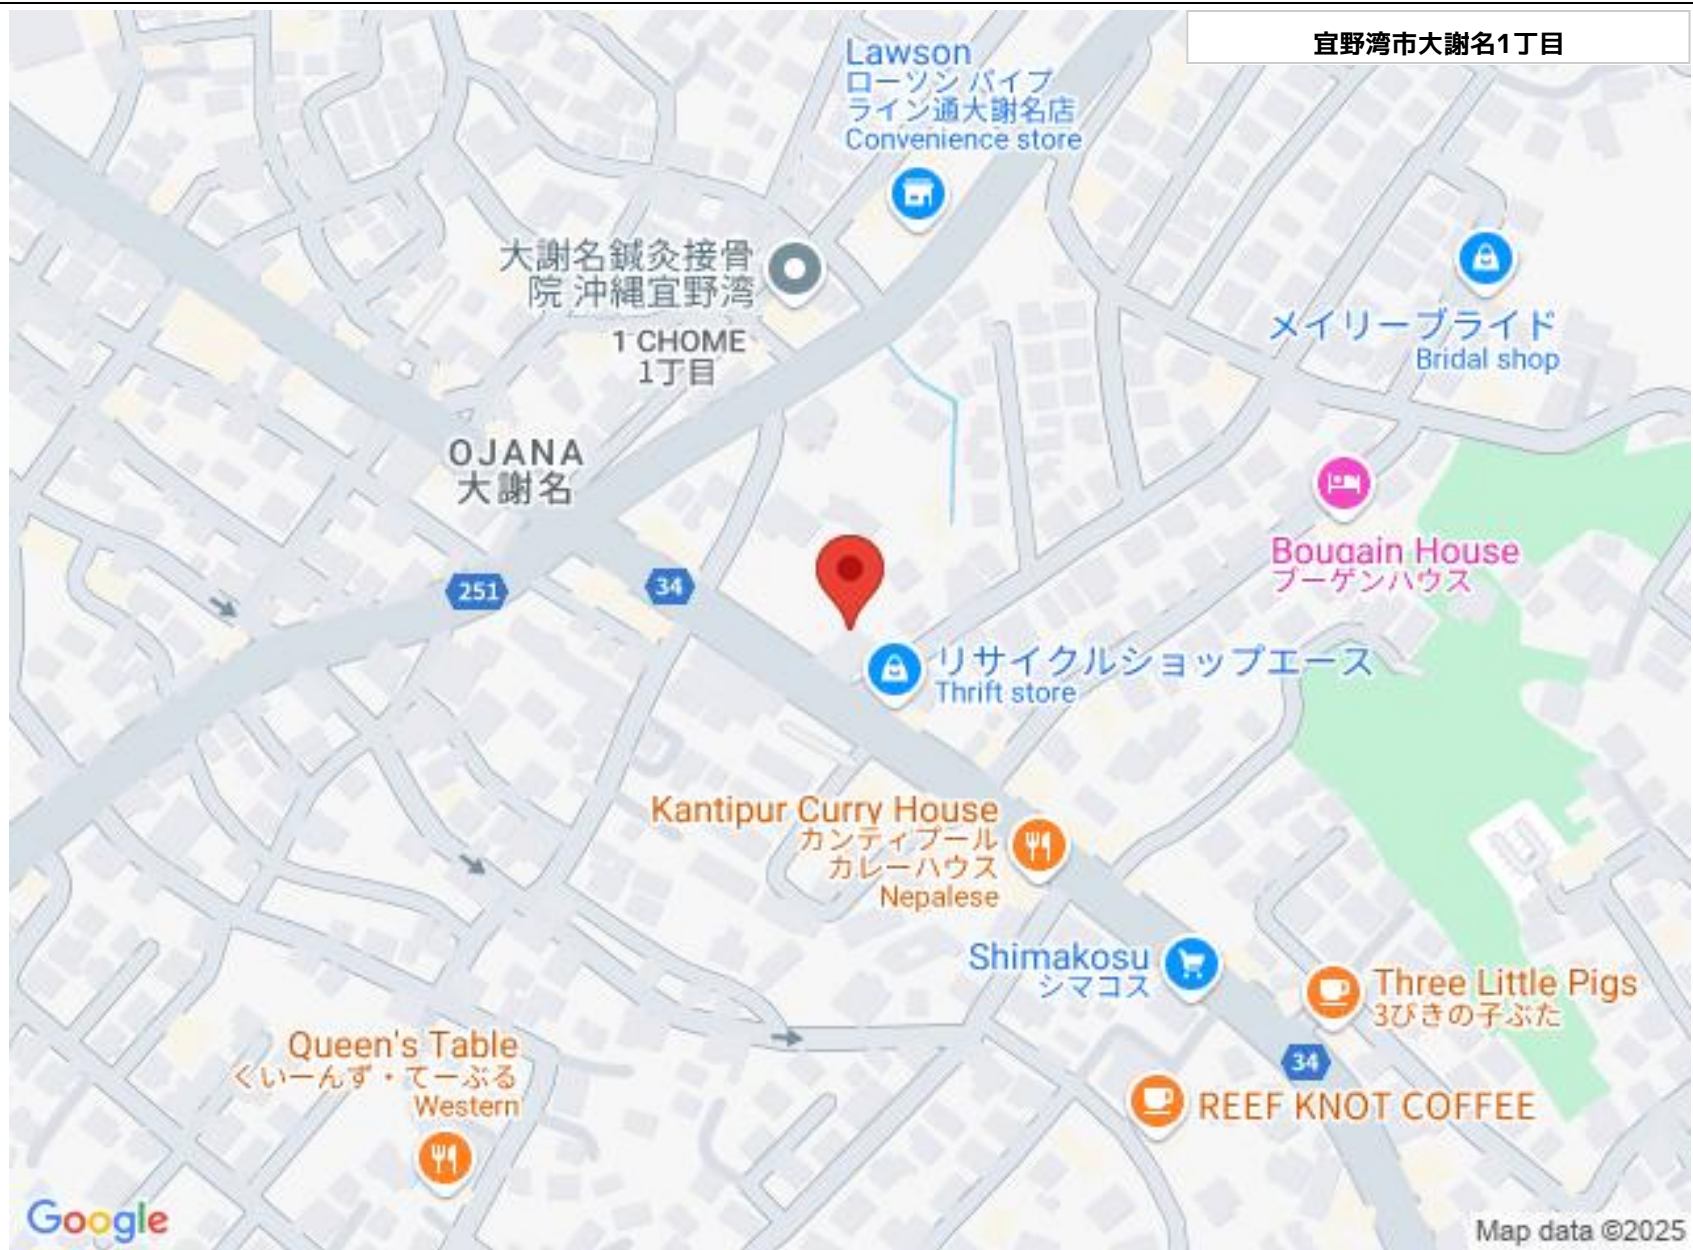 宜野湾市大謝名1丁目
Lawson
ローソン パイプ
ライン通大謝名店
Convenience store
大謝名鍼灸接骨
院 沖縄宜野湾
1 CHOME
1丁目
メイリーブライド
Bridal shop
OJANA
大謝名
Bougain House
ブーゲンハウス
251
34
リサイクルショップエース
Thrift store
Kantipur Curry House
カンティプール
カレーハウス
Nepalese
Shimakosu
シマコス
Three Little Pigs
3びきの子ぶた
Queen's Table
くいーんず・てーぶる
Western
34
REEF KNOT COFFEE
Google
Map data ©2025